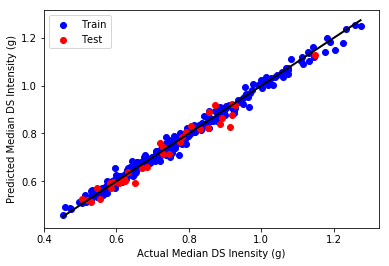 Train
Test
Predicted Median DS Intensity (g)
1.2
1.0
0.8
0.6
0.4
0.6
0.8
1.0
1.2
Actual Median DS Inensity (g)